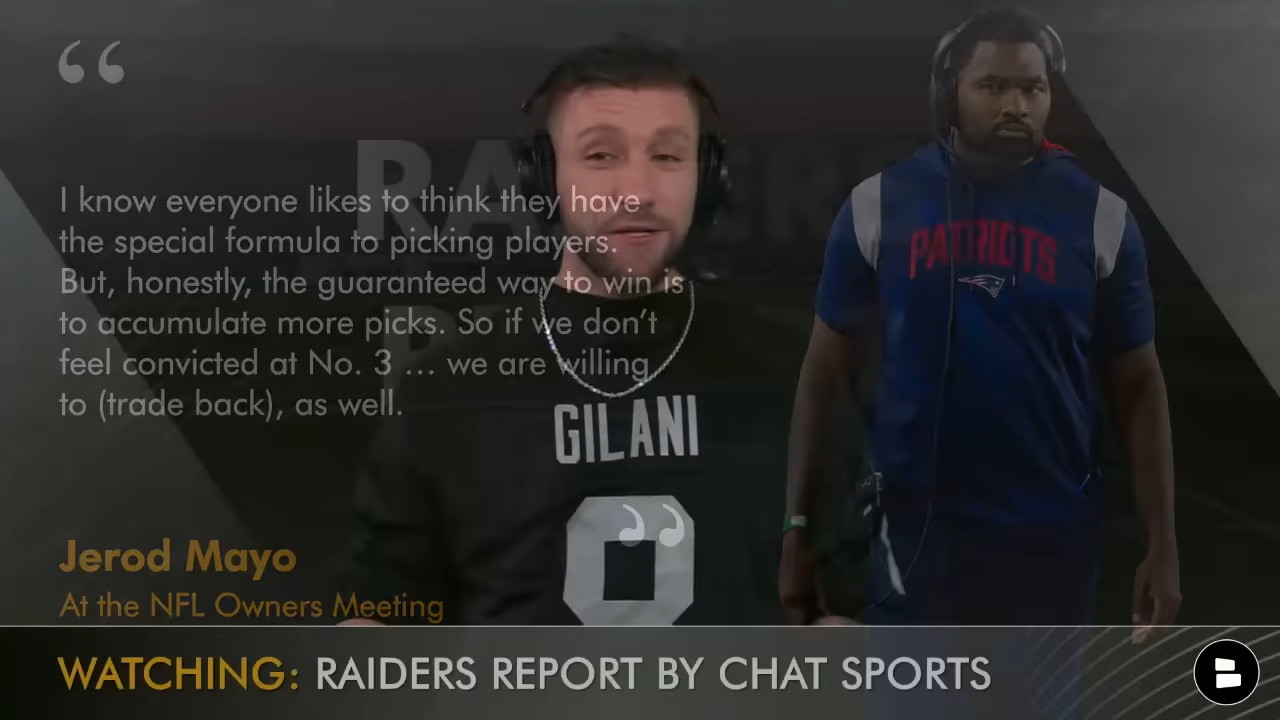 “
I know everyone likes to think they have
the special formula to picking players.
But, honestly, the guaranteed way to win is
to accumulate more picks. So if we don’t
feel convicted at No. 3 … we are willing
to (trade back), as well.
”
Jerod Mayo
At the NFL Owners Meeting
PATRIOTS
GILANI
0
WATCHING: RAIDERS REPORT BY CHAT SPORTS